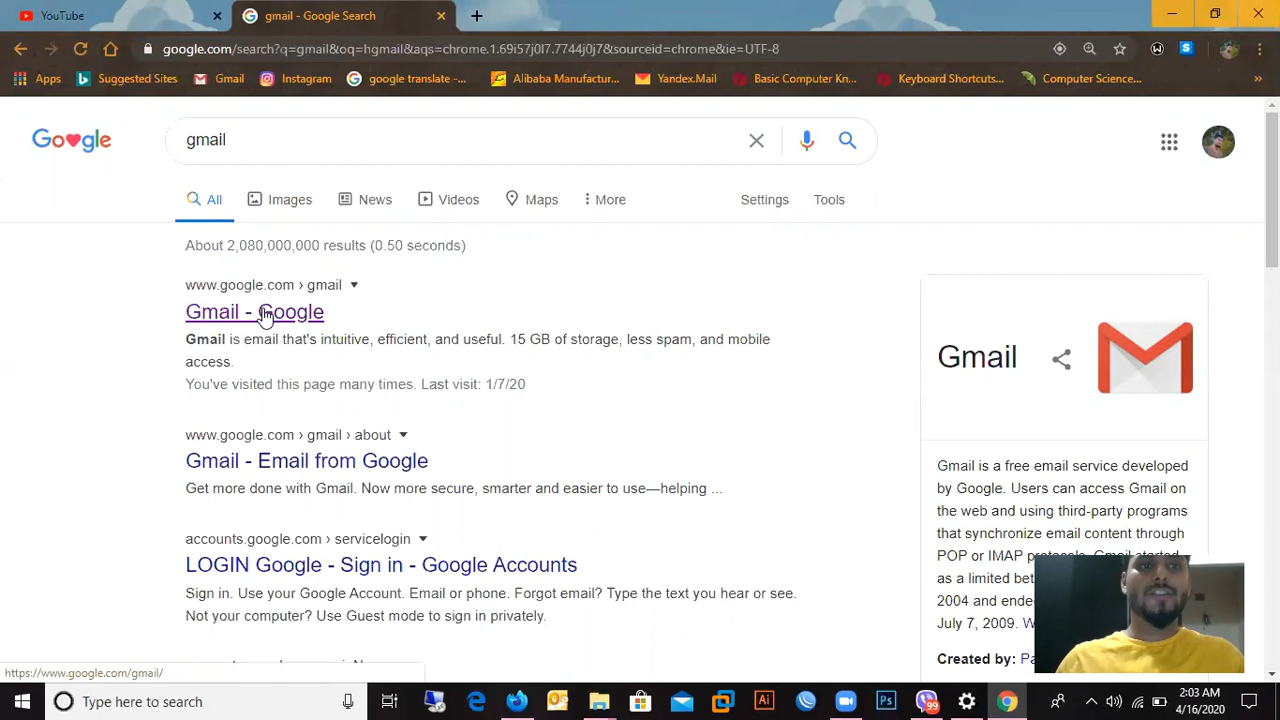 YouTube
gmail - Google Search
google.com/search?q=gmail&oq=hgmail&aqs=chrome.1.69i57j0l7.7744j0j7&sourceid=chrome&ie=UTF-8
Apps
Suggested Sites
Gmail
Instagram
google translate -...
Alibaba Manufactur...
Yandex.Mail
Basic Computer Kn...
Keyboard Shortcuts...
Computer Science...
Google
gmail
All
Images
News
Videos
Maps
More
Settings
Tools
About 2,080,000,000 results (0.50 seconds)
www.google.com › gmail
Gmail - Google
Gmail is email that's intuitive, efficient, and useful. 15 GB of storage, less spam, and mobile
access.
You've visited this page many times. Last visit: 1/7/20
www.google.com › gmail › about
Gmail - Email from Google
Get more done with Gmail. Now more secure, smarter and easier to use—helping ...
accounts.google.com › servicelogin
LOGIN Google - Sign in - Google Accounts
Sign in. Use your Google Account. Email or phone. Forgot email? Type the text you hear or see.
Not your computer? Use Guest mode to sign in privately.
Gmail
Gmail is a free email service developed
by Google. Users can access Gmail on
the web and using third-party programs
that synchronize email content through
POP or IMAP protocols. Gmail started
as a limited
2004 and
July 7, 2009.
Created by:
https://www.google.com/gmail/
Type here to search
Ai
Ps
99
2:03 AM
4/16/2020